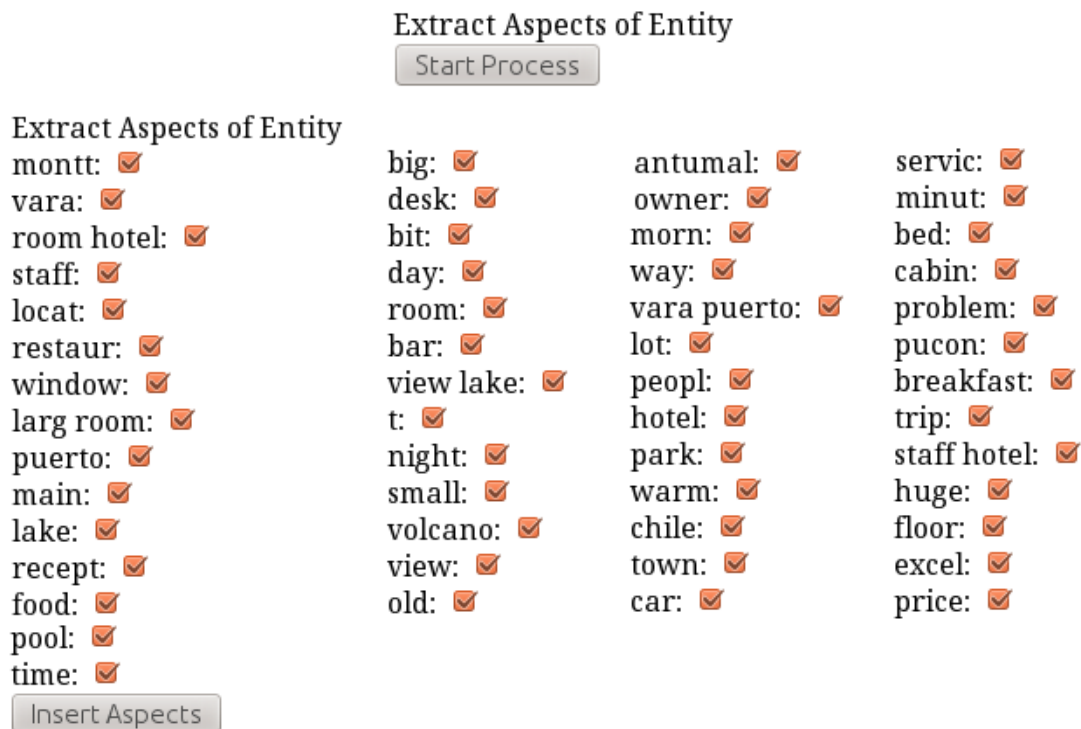 Extract Aspects of Entity
Start Process
Extract Aspects of Entity
montt:
vara:
room hotel:
staff:
locat:
restaur:
window:
larg room:
puerto:
main:
lake:
recept:
food:
pool:
time:
big:
desk:
bit:
day:
room:
bar:
view lake:
t:
night:
small:
volcano:
view:
old:
antumal:
owner:
morn:
way:
vara puerto:
lot:
peopl:
hotel:
park:
warm:
chile:
town:
car:
servic:
minut:
bed:
cabin:
problem:
pucon:
breakfast:
trip:
staff hotel:
huge:
floor:
excel:
price:
Insert Aspects